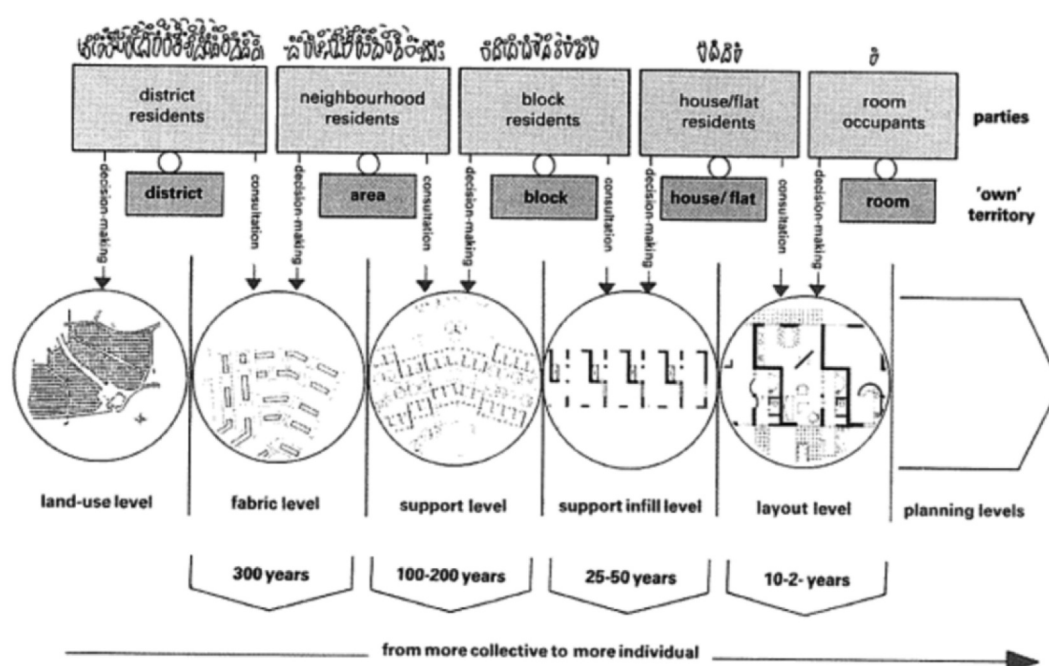 district
residents
neighbourhood
residents
block
residents
house/flat
residents
room
occupants
parties
district
area
block
house/flat
room
'own'
territory
decision-making
consultation
decision-making
consultation
decision-making
consultation
decision-making
consultation
decision-making
land-use level
fabric level
support level
support infill level
layout level
planning levels
300 years
100-200 years
25-50 years
10-2- years
from more collective to more individual